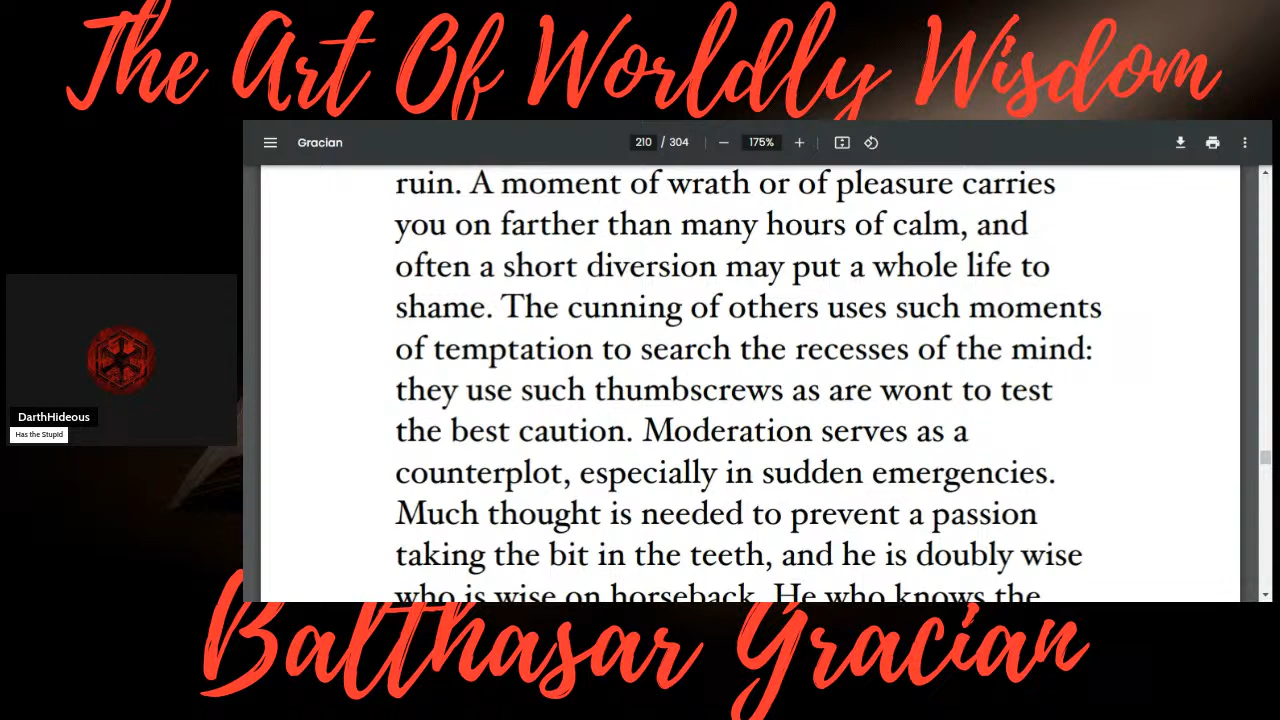 The Art Of Worldly Wisdom
Gracian
210 / 304
175%
ruin. A moment of wrath or of pleasure carries
you on farther than many hours of calm, and
often a short diversion may put a whole life to
shame. The cunning of others uses such moments
of temptation to search the recesses of the mind:
they use such thumbscrews as are wont to test
the best caution. Moderation serves as a
counterplot, especially in sudden emergencies.
Much thought is needed to prevent a passion
taking the bit in the teeth, and he is doubly wise
who is wise on horseback. He who knows the
DarthHideous
Has the Stupid
Balthasar Gracian